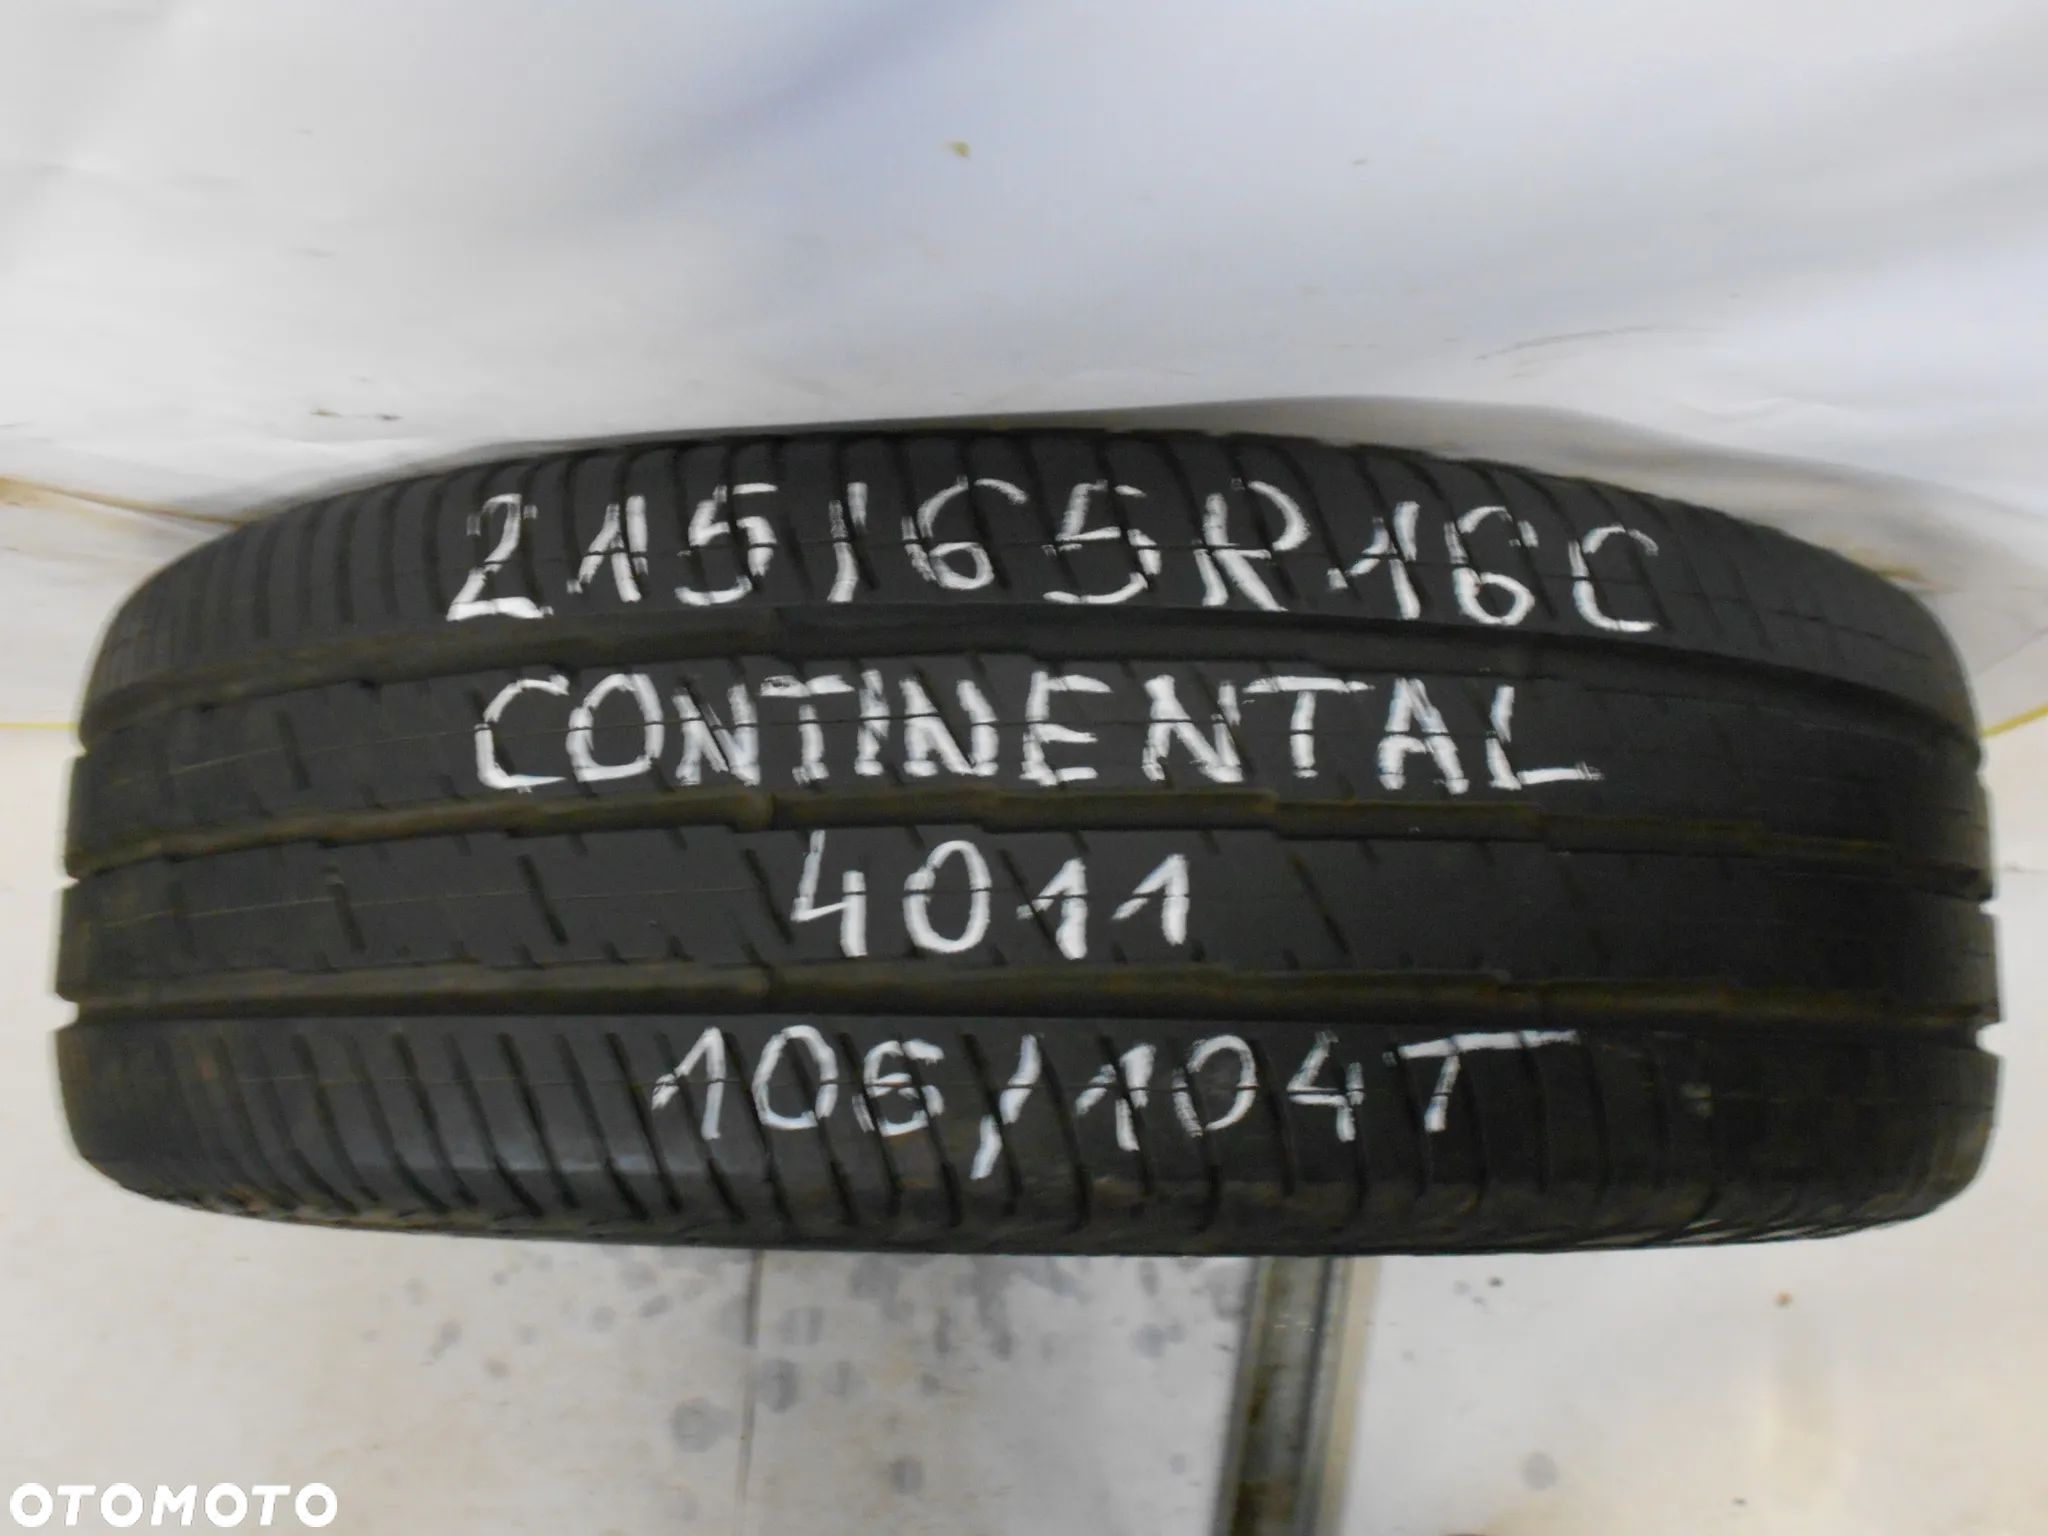 215/65R16C
CONTINENTAL
4011
106/104T
OTOMOTO